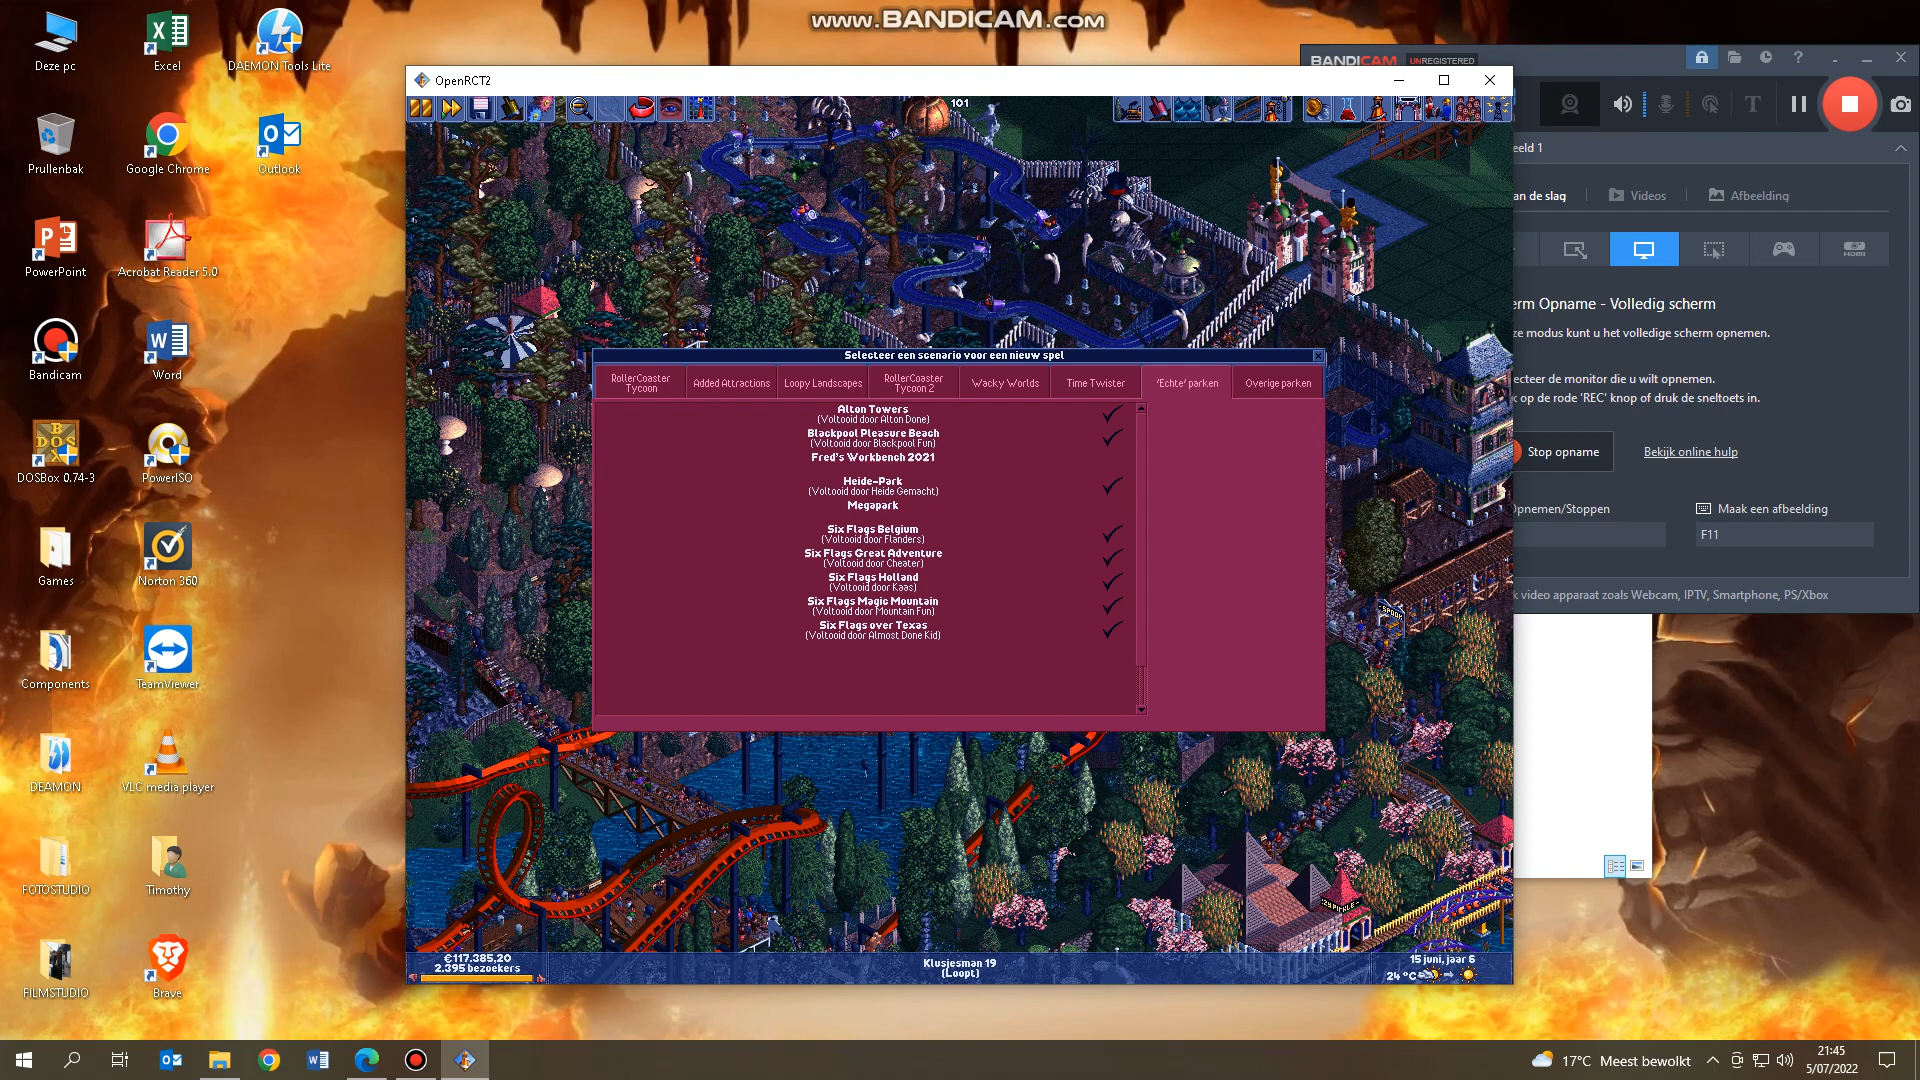 www.BANDICAM.com
Deze pc
Excel
DAEMON Tools Lite
Prullenbak
Google Chrome
Outlook
PowerPoint
Acrobat Reader 5.0
Bandicam
Word
DOSBox 0.74-3
PowerISO
Games
Norton 360
Components
TeamViewer
DEAMON
VLC media player
FOTOSTUDIO
Timothy
FILMSTUDIO
Brave
OpenRCT2
101
Selecteer een scenario voor een nieuw spel
RollerCoaster Tycoon
Added Attractions
Loopy Landscapes
RollerCoaster Tycoon 2
Wacky Worlds
Time Twister
'Echte' parken
Overige parken
Alton Towers
(Voltooid door Alton Done)
Blackpool Pleasure Beach
(Voltooid door Blackpool Fun)
Fred's Workbench 2021
Heide-Park
(Voltooid door Heide Gemacht)
Megapark
Six Flags Belgium
(Voltooid door Flanders)
Six Flags Great Adventure
(Voltooid door Cheater)
Six Flags Holland
(Voltooid door Kaas)
Six Flags Magic Mountain
(Voltooid door Mountain Fun)
Six Flags over Texas
(Voltooid door Almost Done Kid)
SPOOK
€117.385,20
2.395 bezoekers
Klusjesman 19
(Loopt)
15 juni, jaar 6
24 °C
BANDICAM UNREGISTERED
eeld 1
an de slag
Videos
Afbeelding
HDMI
erm Opname - Volledig scherm
ze modus kunt u het volledige scherm opnemen.
ecteer de monitor die u wilt opnemen.
k op de rode 'REC' knop of druk de sneltoets in.
Stop opname
Bekijk online hulp
Opnemen/Stoppen
Maak een afbeelding
F11
k video apparaat zoals Webcam, IPTV, Smartphone, PS/Xbox
17°C Meest bewolkt
21:45
5/07/2022